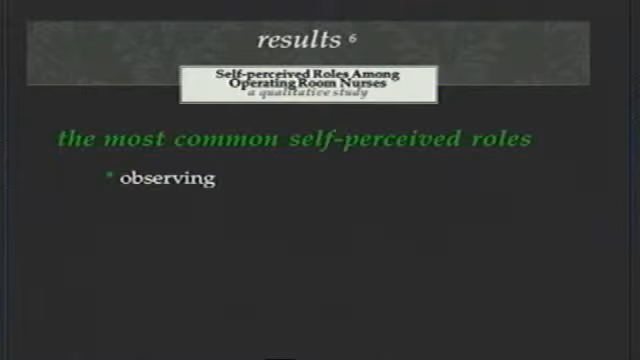 results 6
Self-perceived Roles Among
Operating Room Nurses
a qualitative study
the most common self-perceived roles
observing